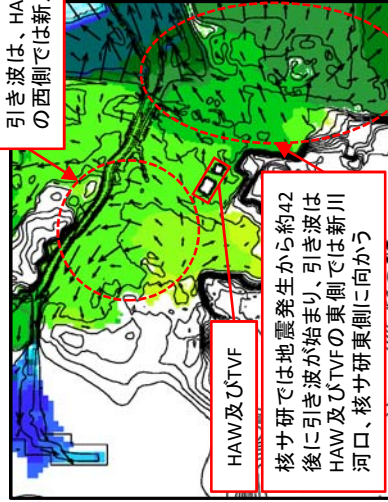 引き波は、HA
の西側では新
HAW及びTVF
核サ研では地震発生から約42
後に引き波が始まり、引き波は
HAW及びTVFの東側では新川
河口、核サ研東側に向かう